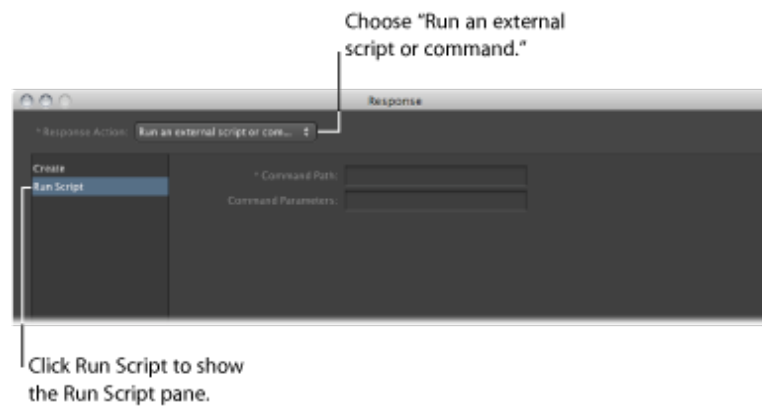 Choose “Run an external
script or command.”
Response
* Response Action: Run an external script or com...
Create
Run Script
* Command Path:
Command Parameters:
Click Run Script to show
the Run Script pane.